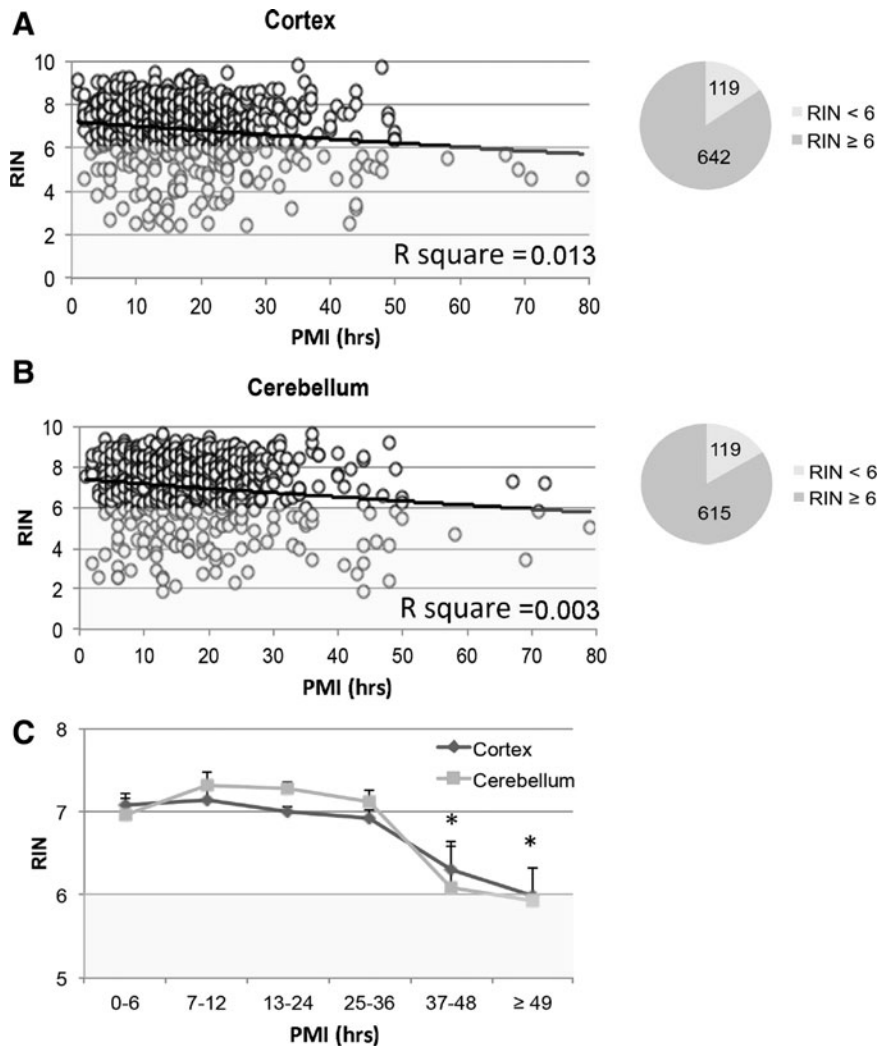 A
Cortex
RIN
10
8
6
4
2
0
R square =0.013
0 10 20 30 40 50 60 70 80
PMI (hrs)
119
642
RIN < 6
RIN ≥ 6
B
Cerebellum
RIN
10
8
6
4
2
0
R square =0.003
0 10 20 30 40 50 60 70 80
PMI (hrs)
119
615
RIN < 6
RIN ≥ 6
C
RIN
8
7
6
5
Cortex
Cerebellum
* *
0-6 7-12 13-24 25-36 37-48 ≥ 49
PMI (hrs)